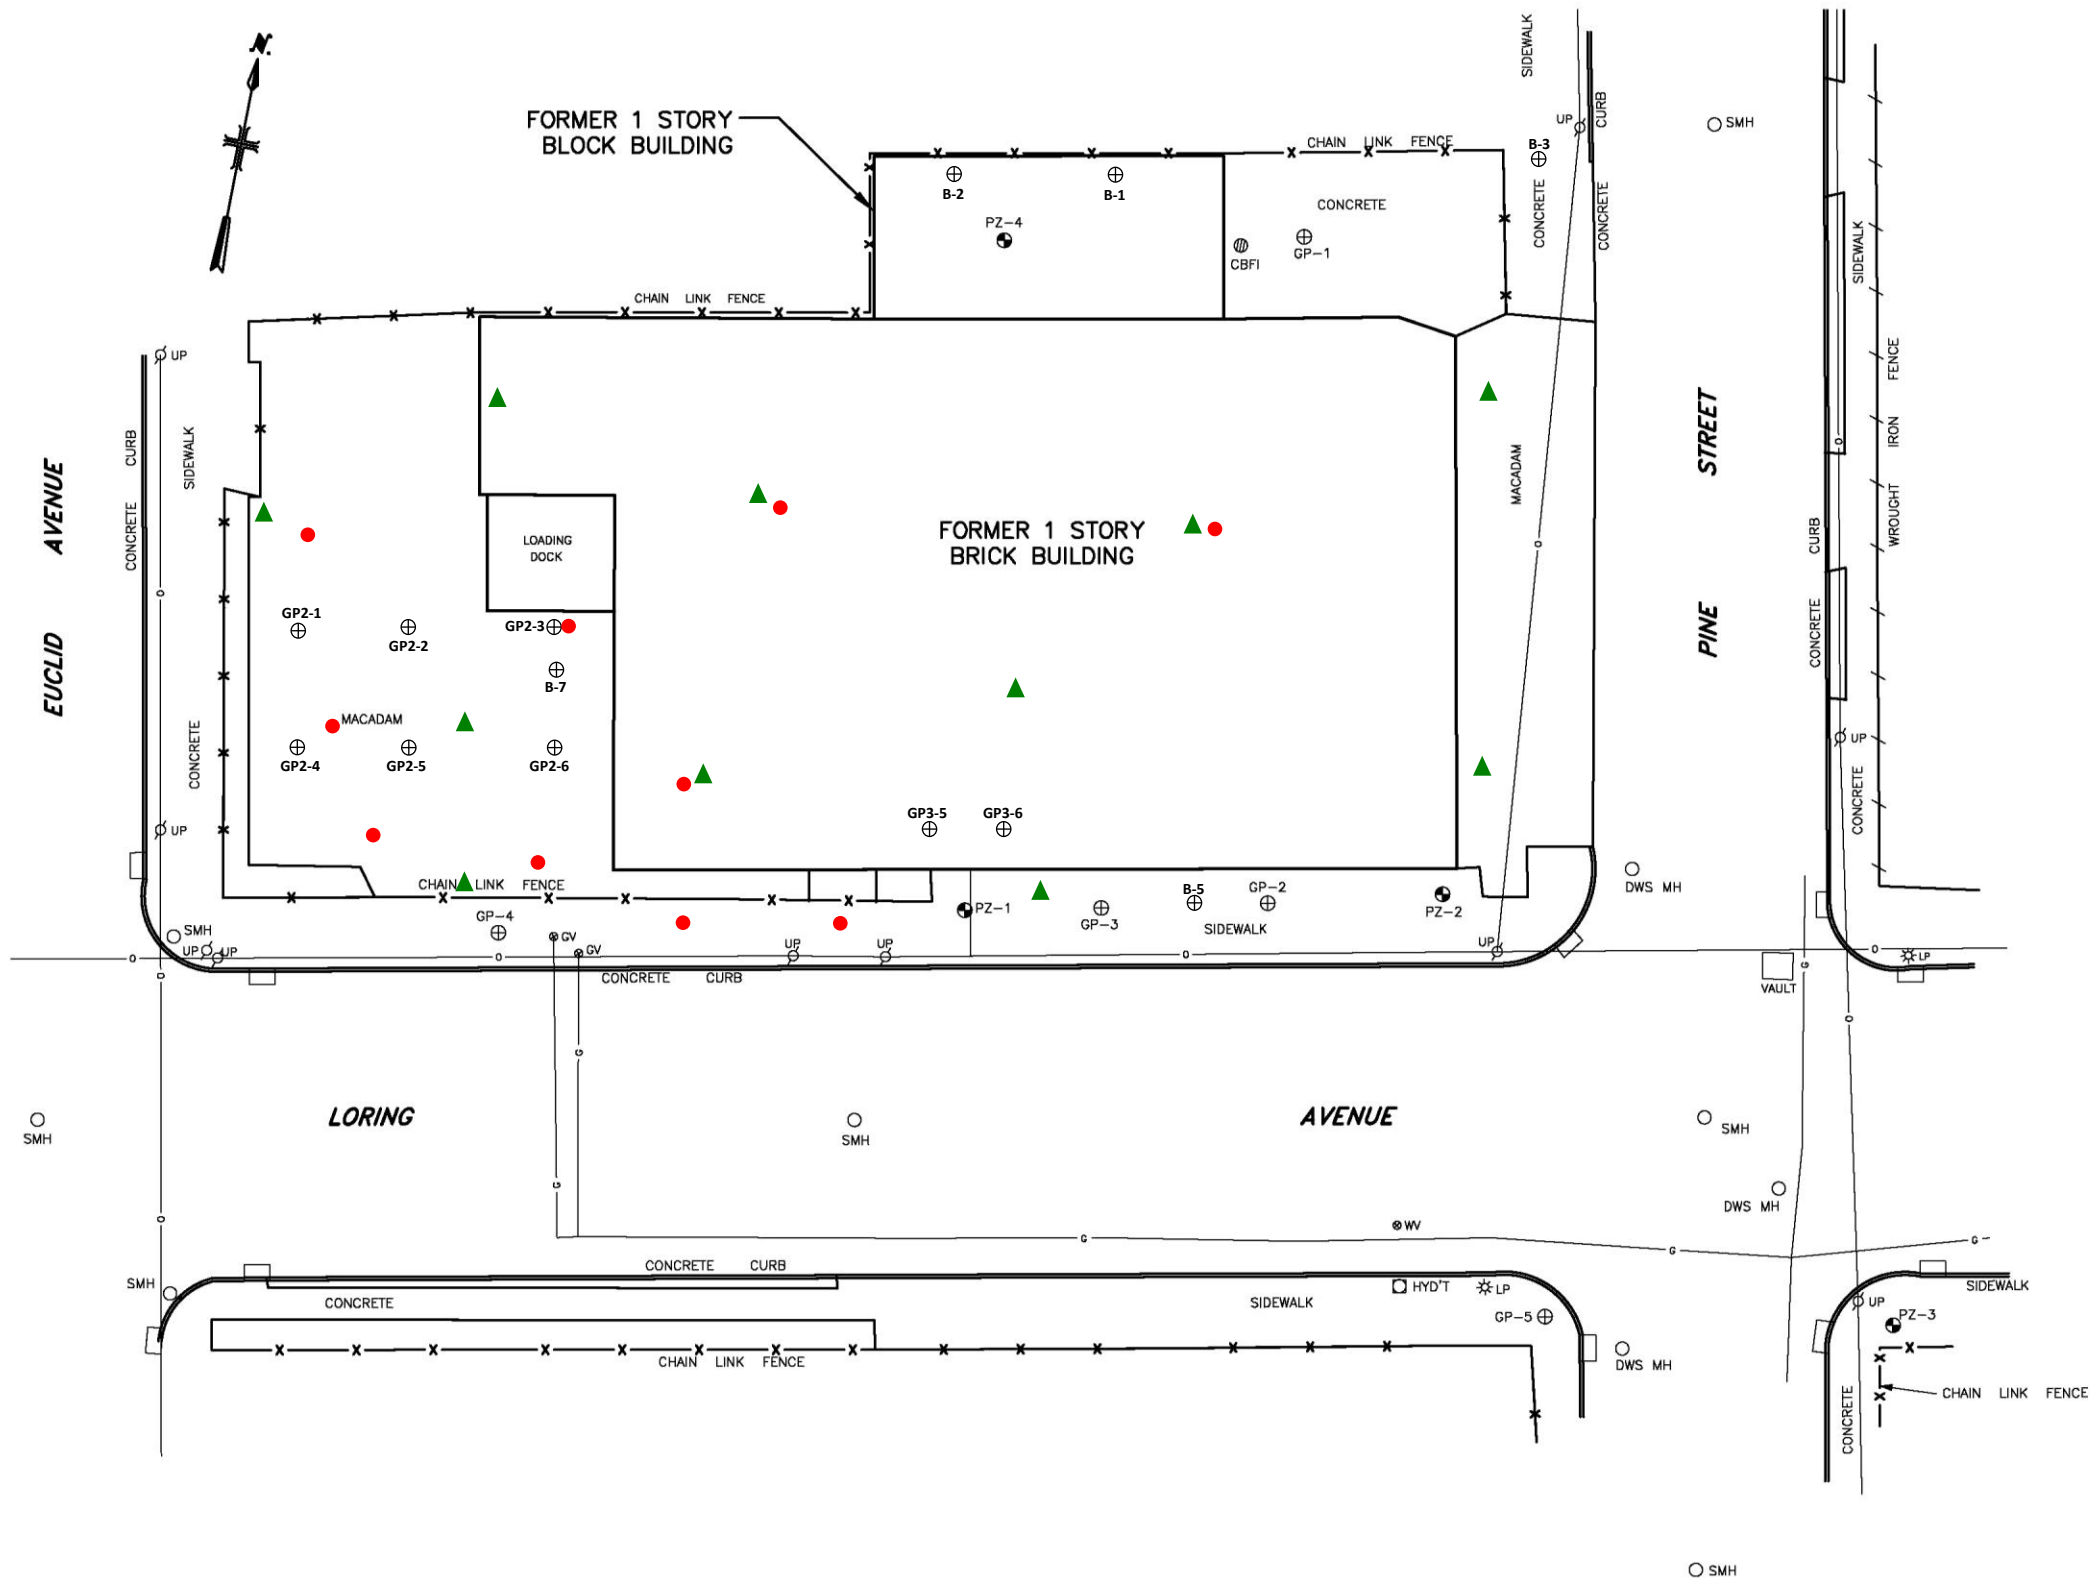 N.
SIDEWALK
CURB
UP
SMH
FORMER 1 STORY
BLOCK BUILDING
CHAIN LINK FENCE
B-3
B-2
B-1
CONCRETE
CONCRETE
CONCRETE
PZ-4
CBFI
GP-1
SIDEWALK
CHAIN LINK FENCE
UP
FENCE
IRON
WROUGHT
CURB
CONCRETE
SIDEWALK
EUCLID AVENUE
MACADAM
PINE STREET
O
O
O
FORMER 1 STORY
BRICK BUILDING
LOADING
DOCK
CURB
CONCRETE
GP2-1
GP2-2
GP2-3
B-7
MACADAM
CONCRETE
GP2-4
GP2-5
GP2-6
UP
UP
CONCRETE
GP3-5
GP3-6
CHAIN LINK FENCE
GP-4
PZ-1
GP-3
B-5
GP-2
SIDEWALK
PZ-2
DWS MH
SMH
UP
UP
GV
GV
UP
UP
UP
O
O
O
O
O
G
LP
CONCRETE CURB
VAULT
O
G
LORING AVENUE
SMH
SMH
SMH
G
DWS MH
O
WV
G
G
G
CONCRETE CURB
SMH
CONCRETE
SIDEWALK
HYD'T
LP
GP-5
UP
PZ-3
SIDEWALK
CHAIN LINK FENCE
DWS MH
CONCRETE
CHAIN LINK FENCE
SMH